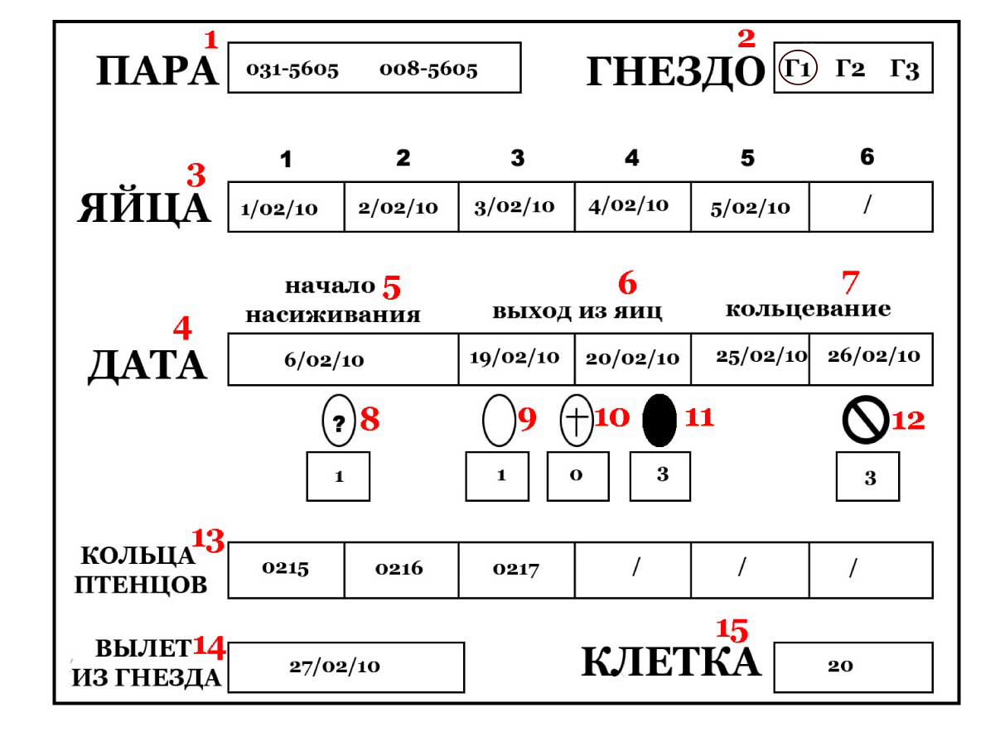 1 2
ПАРА 031-5605 008-5605 ГНЕЗДО Г1 Г2 Г3
1 2 3 4 5 6
3
ЯЙЦА 1/02/10 2/02/10 3/02/10 4/02/10 5/02/10 /
начало 5 6 7
насиживания выход из яиц кольцевание
4
ДАТА 6/02/10 19/02/10 20/02/10 25/02/10 26/02/10
? 8 9 10 11 12
1 1 0 3 3
13
КОЛЬЦА
ПТЕНЦОВ 0215 0216 0217 / / /
15
ВЫЛЕТ 14
ИЗ ГНЕЗДА 27/02/10 КЛЕТКА 20